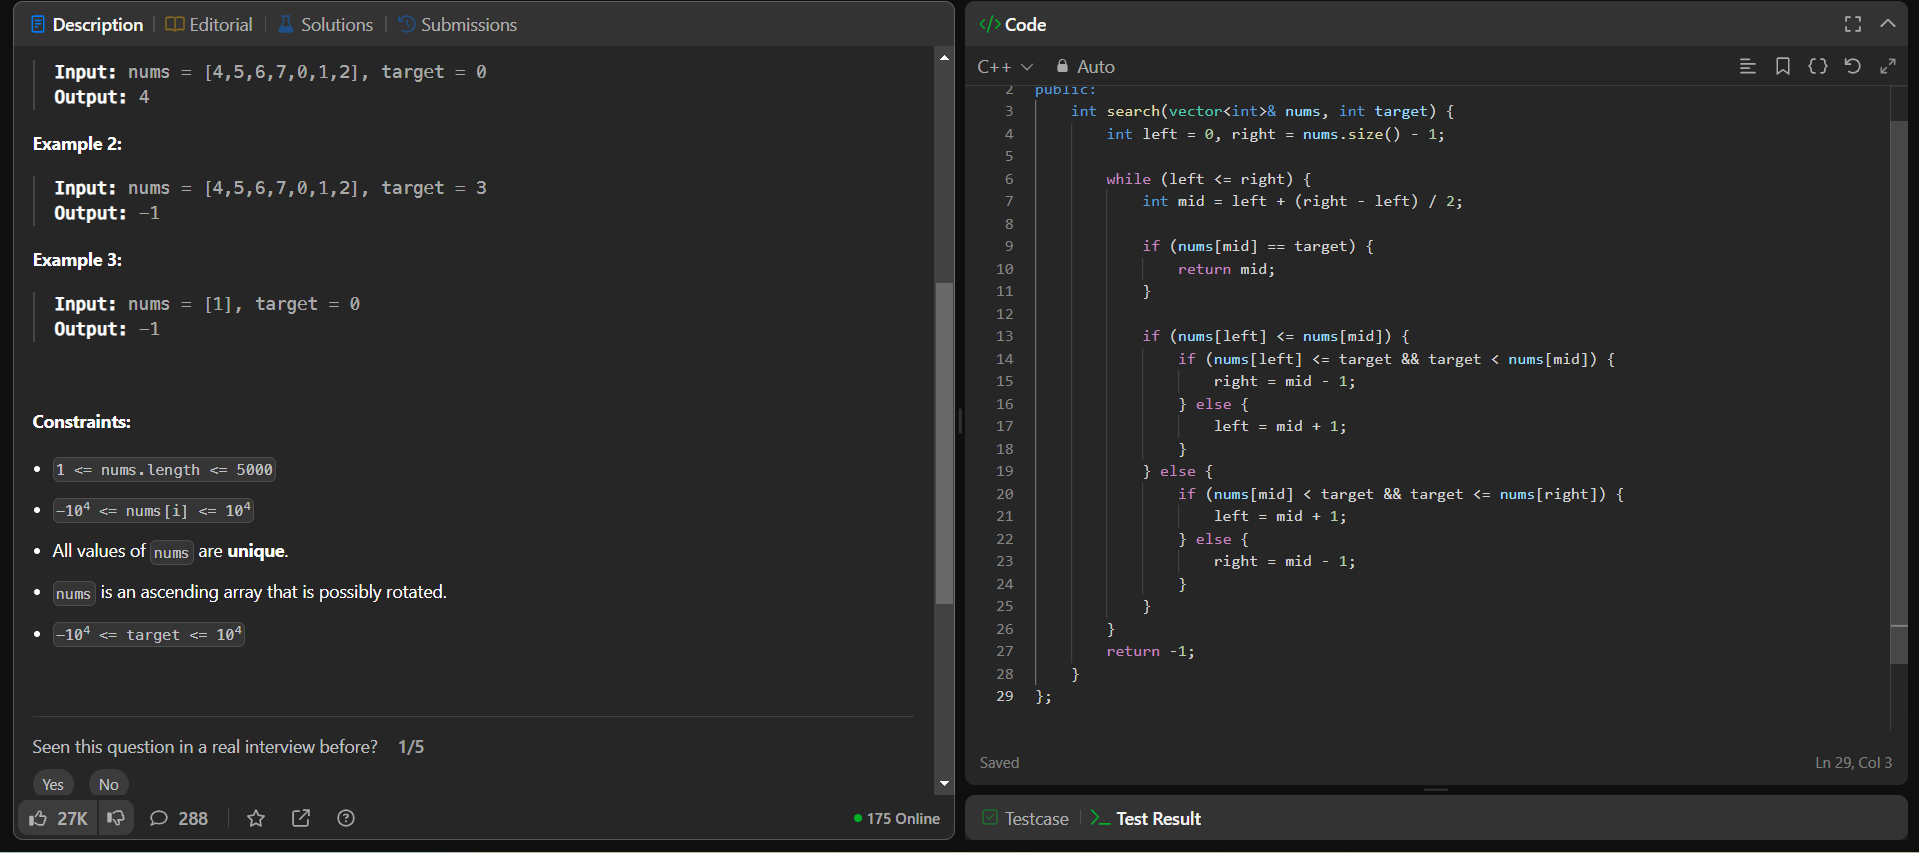 Description
Editorial
Solutions
Submissions
Input: nums = [4,5,6,7,0,1,2], target = 0
Output: 4
Example 2:
Input: nums = [4,5,6,7,0,1,2], target = 3
Output: -1
Example 3:
Input: nums = [1], target = 0
Output: -1
Constraints:
• 1 <= nums.length <= 5000
• -10⁴ <= nums[i] <= 10⁴
• All values of nums are unique.
• nums is an ascending array that is possibly rotated.
• -10⁴ <= target <= 10⁴
Seen this question in a real interview before? 1/5
Yes No
27K 288 175 Online
</> Code
C++ Auto
2 public:
3     int search(vector<int>& nums, int target) {
4         int left = 0, right = nums.size() - 1;
5
6         while (left <= right) {
7             int mid = left + (right - left) / 2;
8
9             if (nums[mid] == target) {
10                 return mid;
11             }
12
13             if (nums[left] <= nums[mid]) {
14                 if (nums[left] <= target && target < nums[mid]) {
15                     right = mid - 1;
16                 } else {
17                     left = mid + 1;
18                 }
19             } else {
20                 if (nums[mid] < target && target <= nums[right]) {
21                     left = mid + 1;
22                 } else {
23                     right = mid - 1;
24                 }
25             }
26         }
27         return -1;
28     }
29 };
Saved Ln 29, Col 3
Testcase >_ Test Result